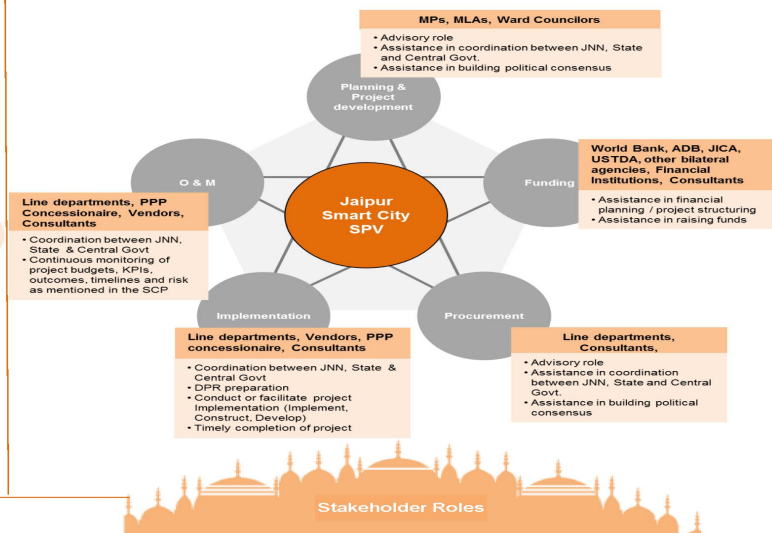 MPs, MLAs, Ward Councilors
• Advisory role
• Assistance in coordination between JNN, State
and Central Govt.
• Assistance in building political consensus
Planning &
Project
development
World Bank, ADB, JICA,
USTDA, other bilateral
agencies, Financial
Institutions, Consultants
• Assistance in financial
planning / project structuring
• Assistance in raising funds
Funding
O & M
Jaipur
Smart City
SPV
Line departments, PPP
Concessionaire, Vendors,
Consultants
• Coordination between JNN,
State & Central Govt
• Continuous monitoring of
project budgets, KPIs,
outcomes, timelines and risk
as mentioned in the SCP
Implementation
Procurement
Line departments, Vendors, PPP
concessionaire, Consultants
• Coordination between JNN, State &
Central Govt
• DPR preparation
• Conduct or facilitate project
Implementation (Implement,
Construct, Develop)
• Timely completion of project
Line departments,
Consultants,
• Advisory role
• Assistance in coordination
between JNN, State and Central
Govt.
• Assistance in building political
consensus
Stakeholder Roles